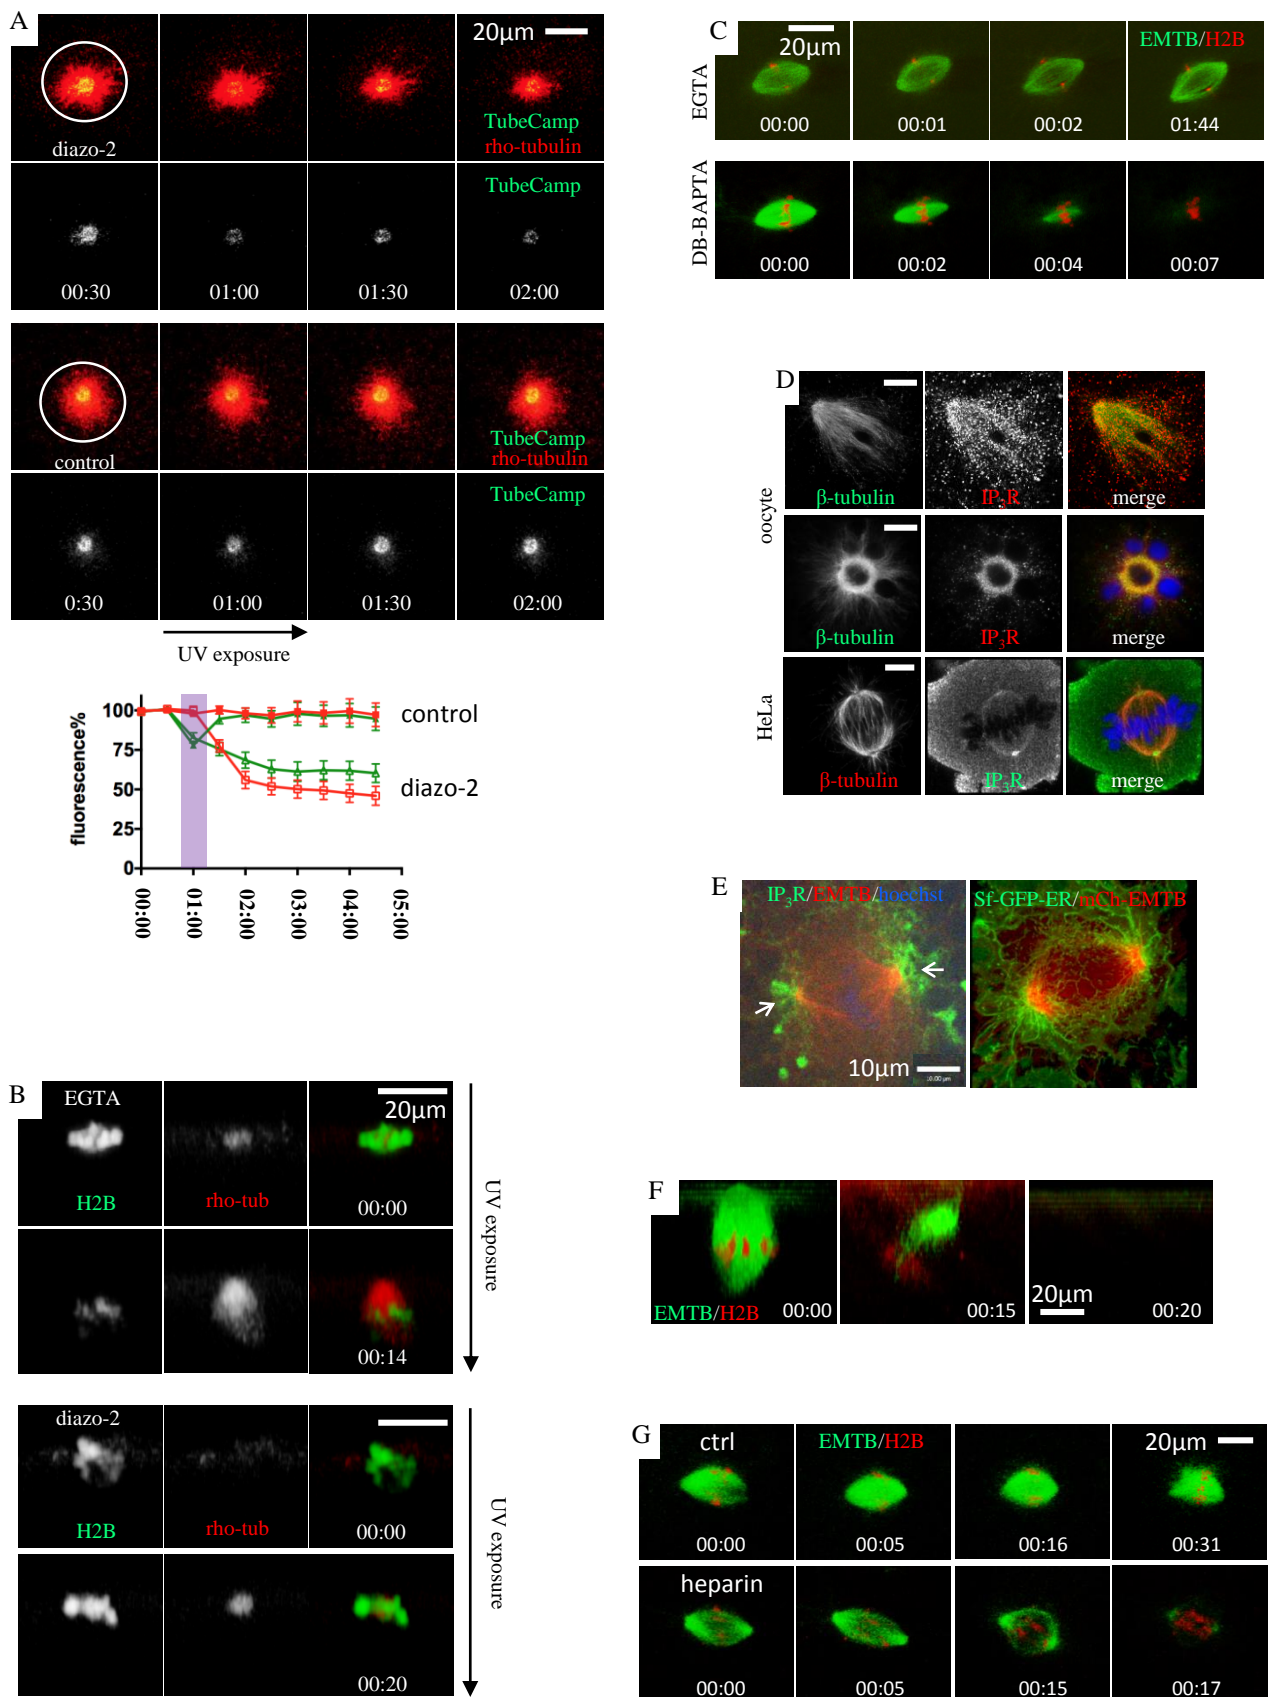 A
20µm
TubeCamp
diazo-2
rho-tubulin
TubeCamp
00:30
01:00
01:30
02:00
TubeCamp
control
rho-tubulin
TubeCamp
0:30
01:00
01:30
02:00
UV exposure
fluorescence%
100
75
50
25
0
control
diazo-2
00:00
01:00
02:00
03:00
04:00
05:00
B
EGTA
20µm
H2B
rho-tub
00:00
00:14
UV exposure
diazo-2
H2B
rho-tub
00:00
00:20
UV exposure
C
20µm
EMTB/H2B
EGTA
00:00
00:01
00:02
01:44
DB-BAPTA
00:00
00:02
00:04
00:07
D
oocyte
β-tubulin
IP₃R
merge
β-tubulin
IP₃R
merge
HeLa
β-tubulin
IP₃R
merge
E
IP₃R/EMTB/hoechst
Sf-GFP-ER/mCh-EMTB
10µm
10.00 µm
F
EMTB/H2B
00:00
00:15
20µm
00:20
G
ctrl
EMTB/H2B
20µm
00:00
00:05
00:16
00:31
heparin
00:00
00:05
00:15
00:17